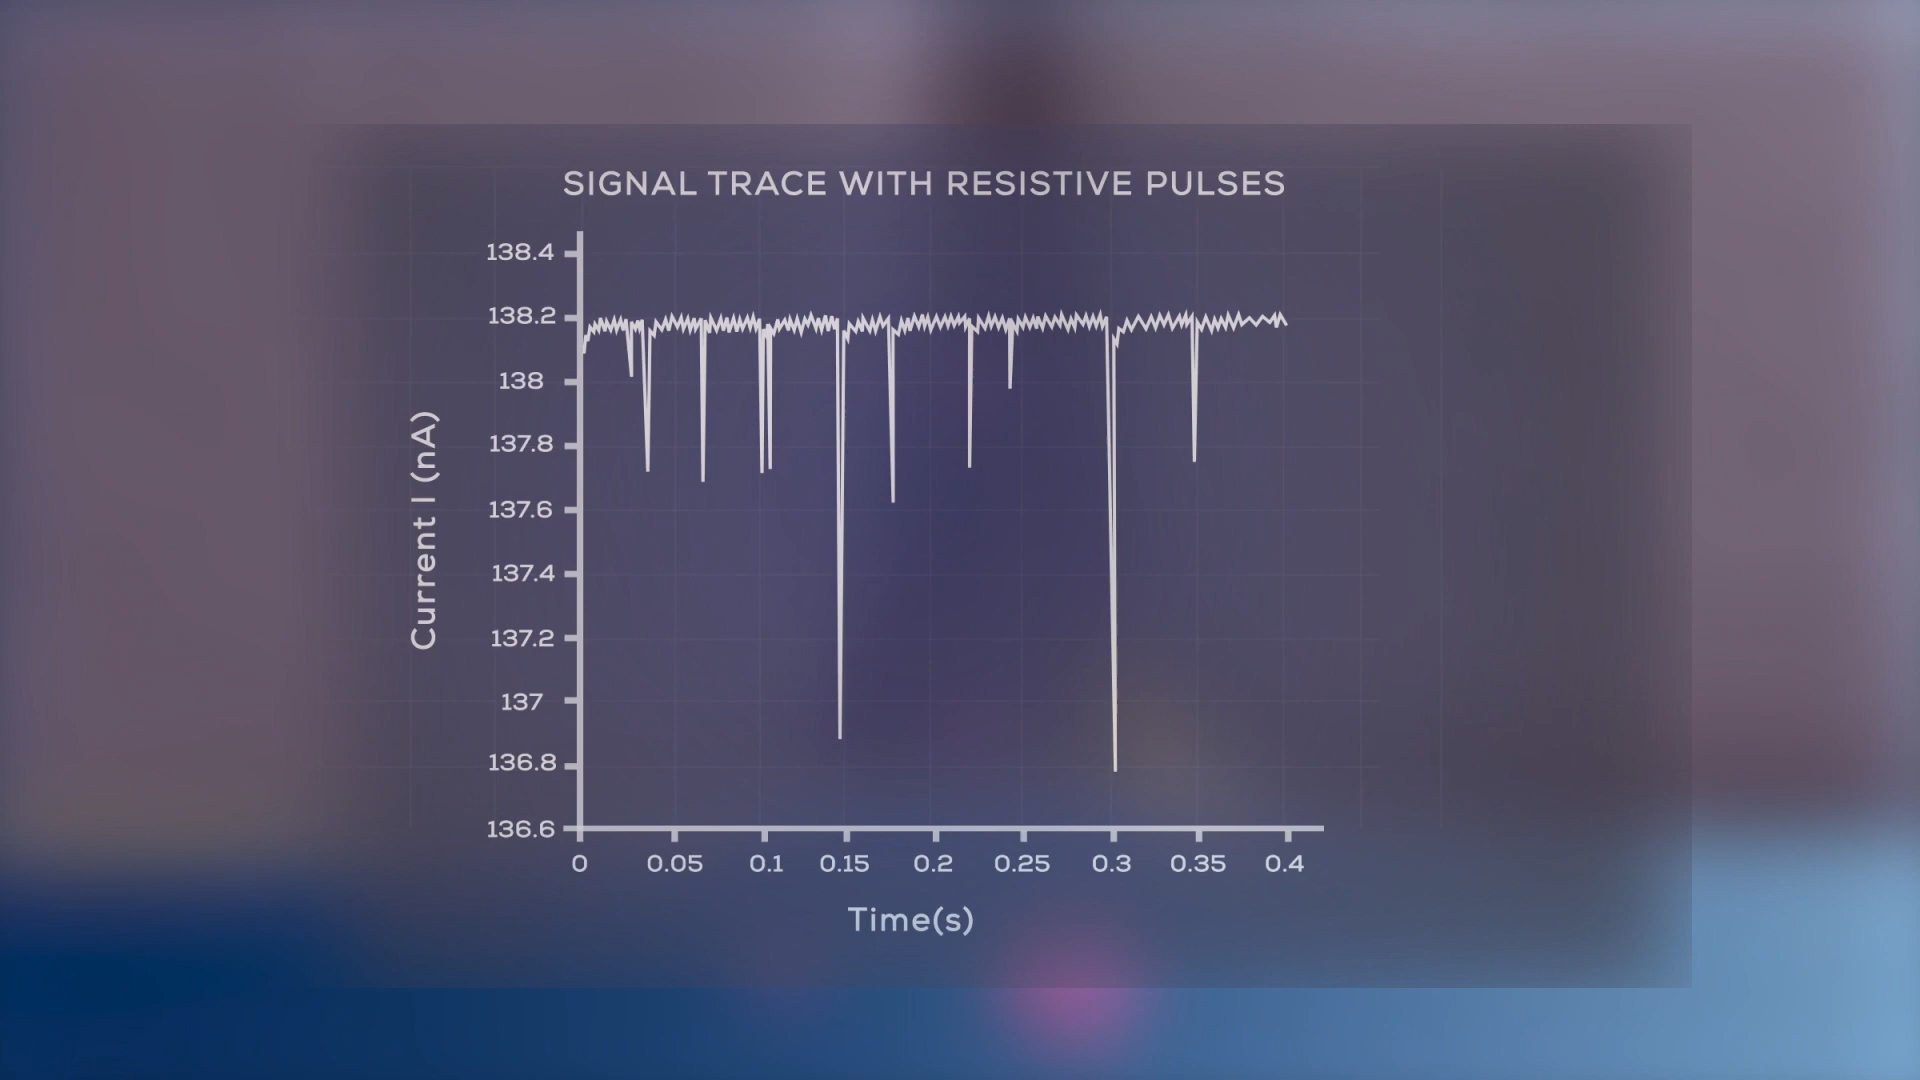 SIGNAL TRACE WITH RESISTIVE PULSES
138.4
138.2
138
137.8
137.6
137.4
137.2
137
136.8
136.6
Current I (nA)
0 0.05 0.1 0.15 0.2 0.25 0.3 0.35 0.4
Time(s)